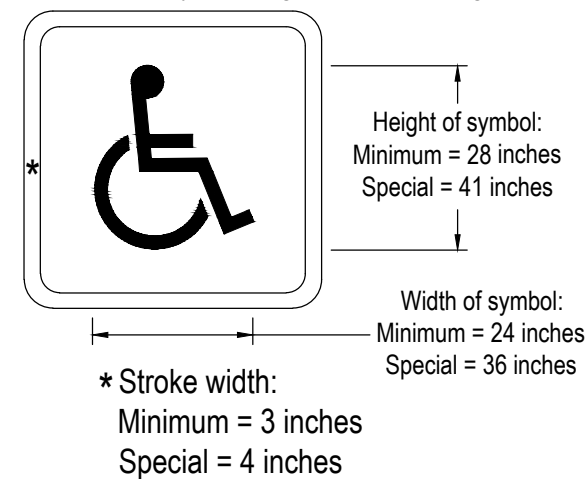 Height of symbol:
Minimum = 28 inches
Special = 41 inches
*
Width of symbol:
Minimum = 24 inches
Special = 36 inches
* Stroke width:
Minimum = 3 inches
Special = 4 inches